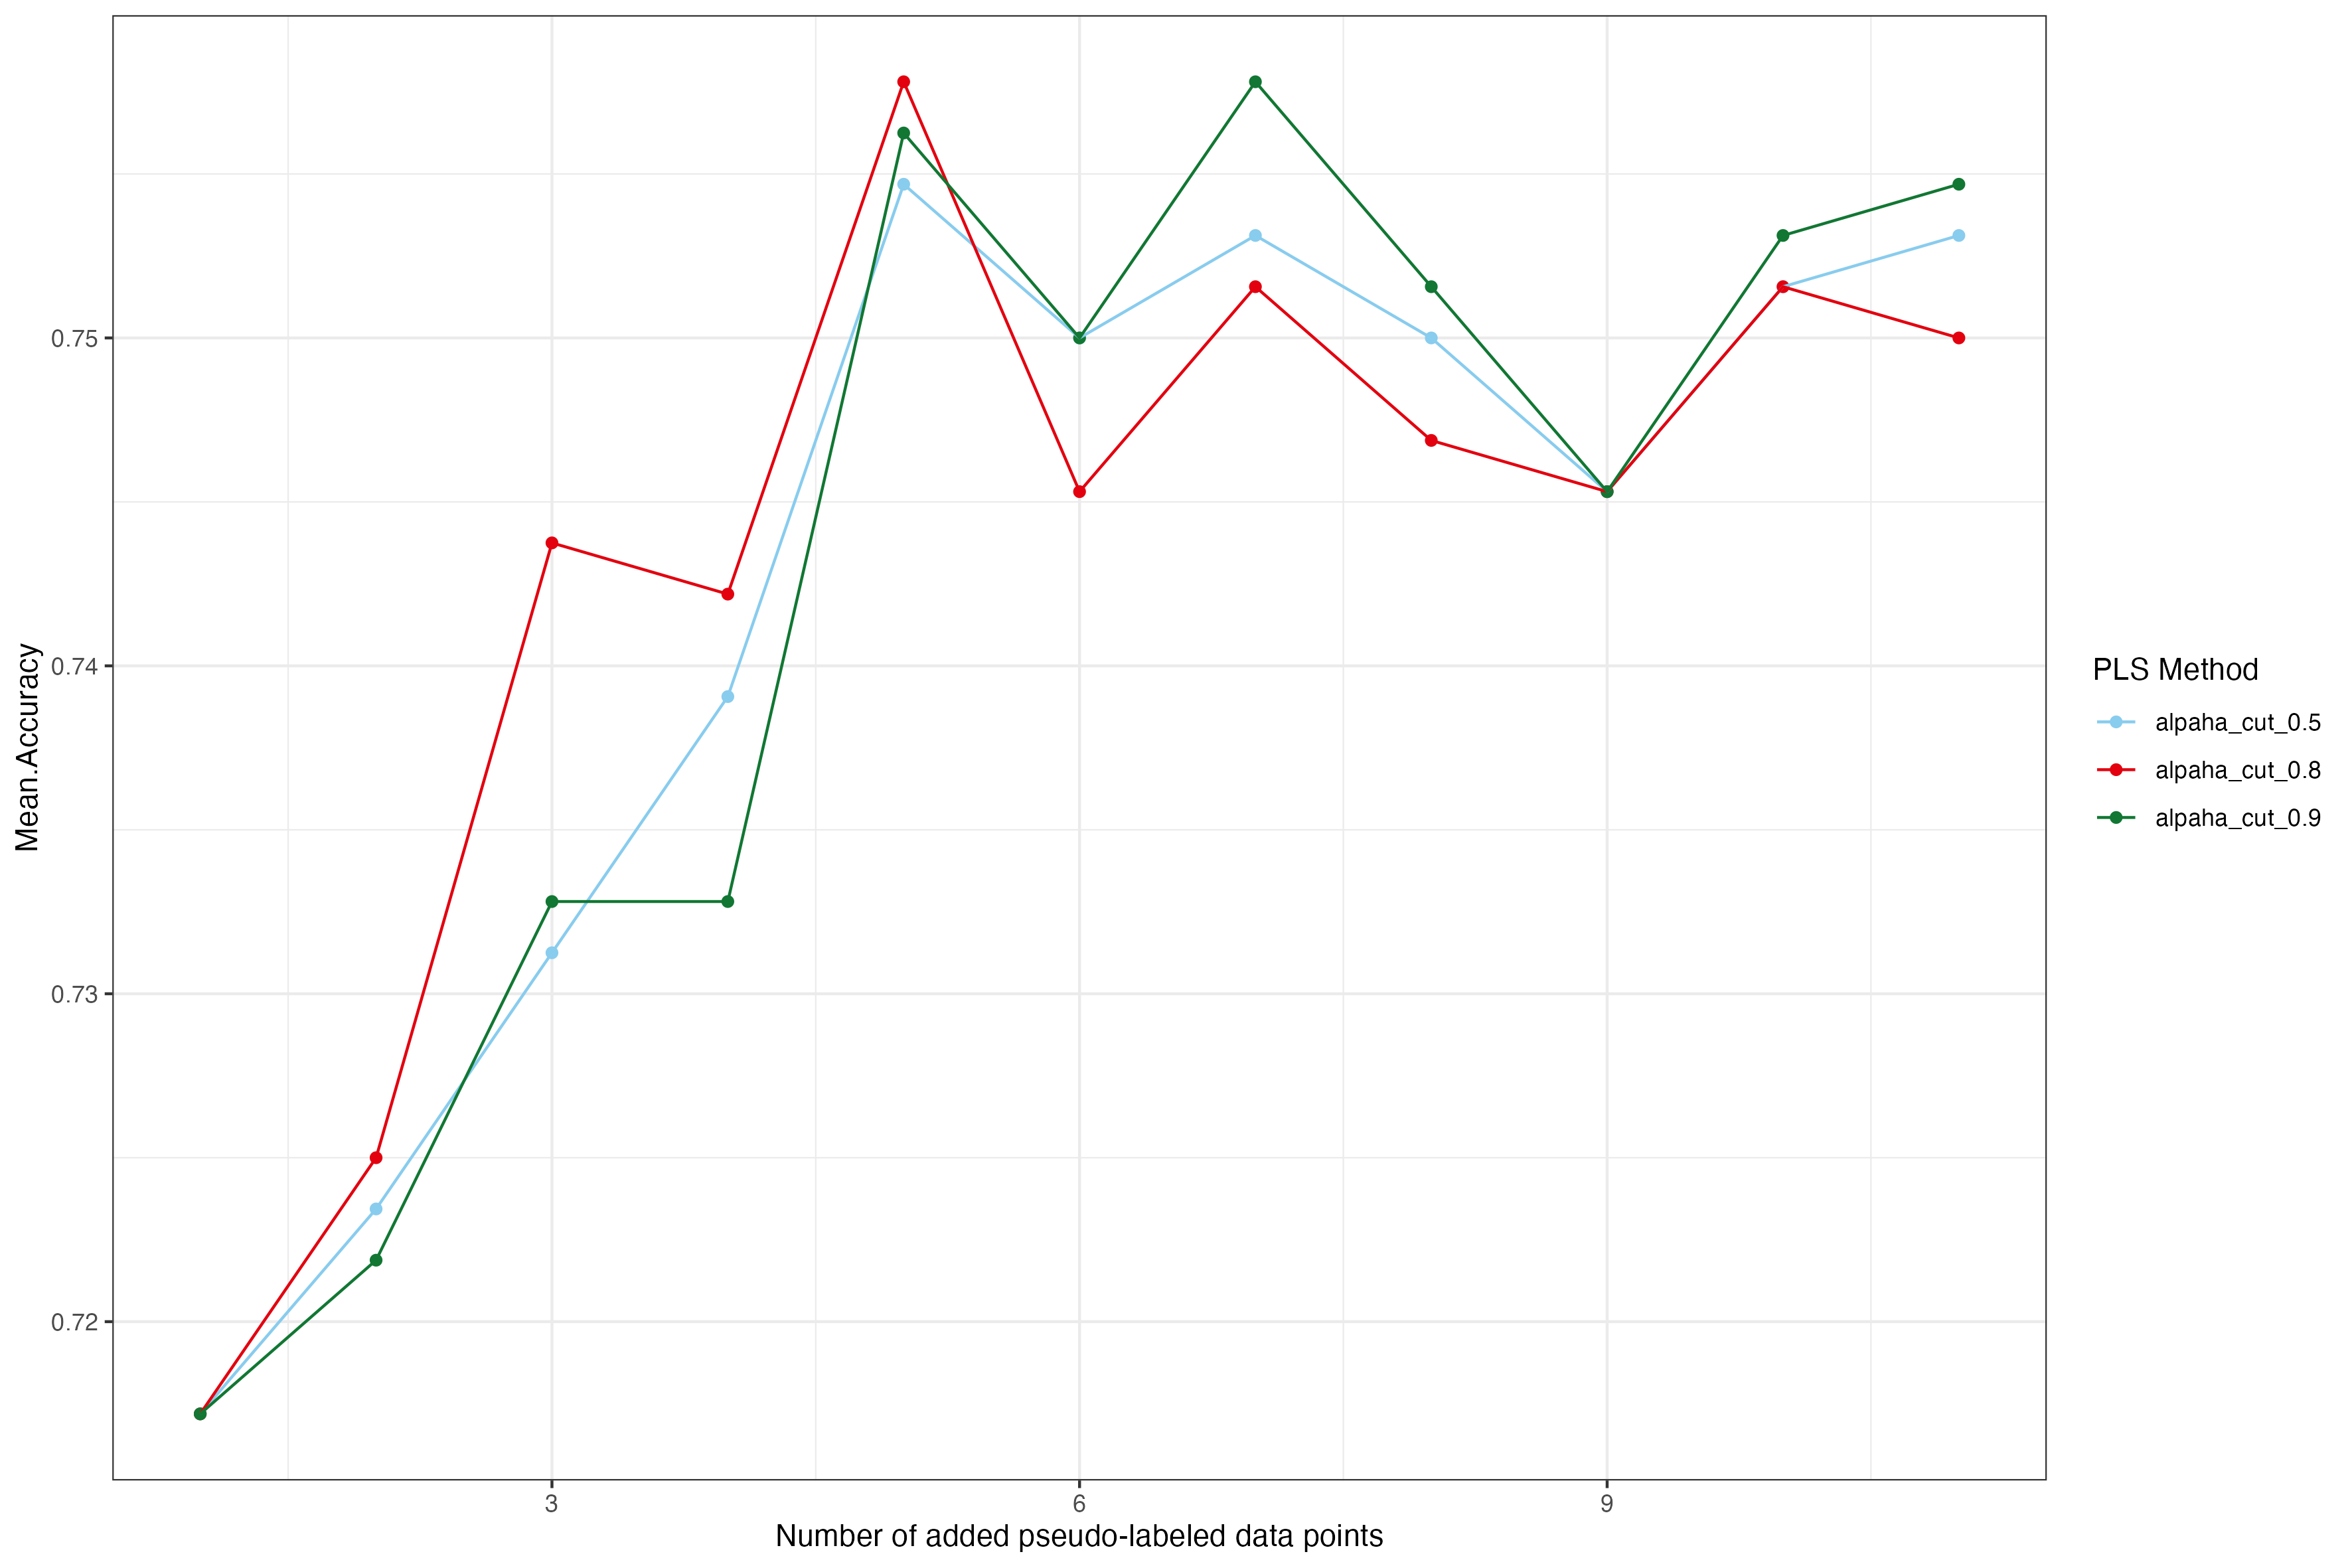 0.75
0.74
0.73
0.72
Mean.Accuracy
3
6
9
Number of added pseudo-labeled data points
PLS Method
alpaha_cut_0.5
alpaha_cut_0.8
alpaha_cut_0.9